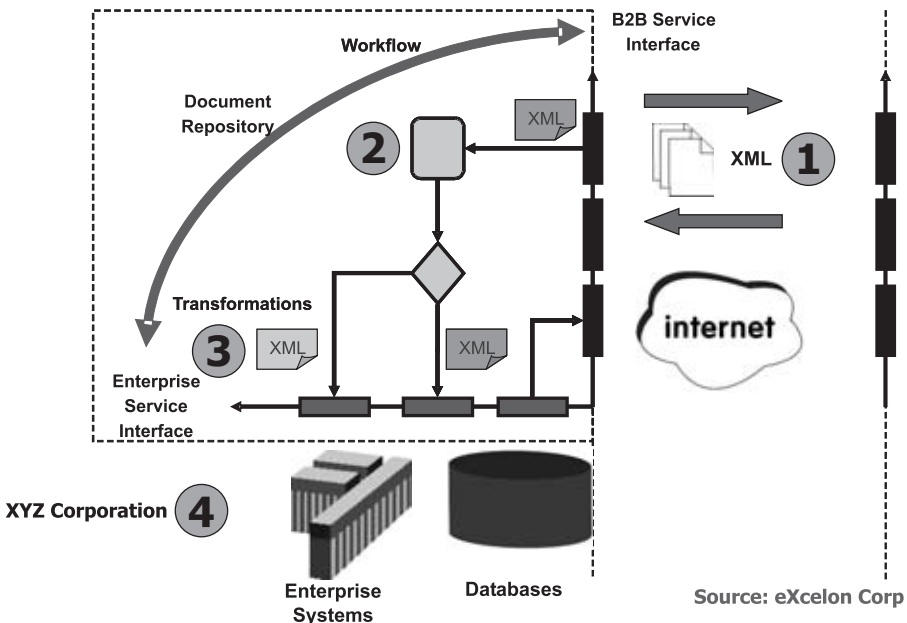 B2B Service
Interface
Workflow
Document
Repository
XML
2
XML
1
internet
Transformations
3
XML
XML
Enterprise
Service
Interface
XYZ Corporation
4
Enterprise
Systems
Databases
Source: eXcelon Corp